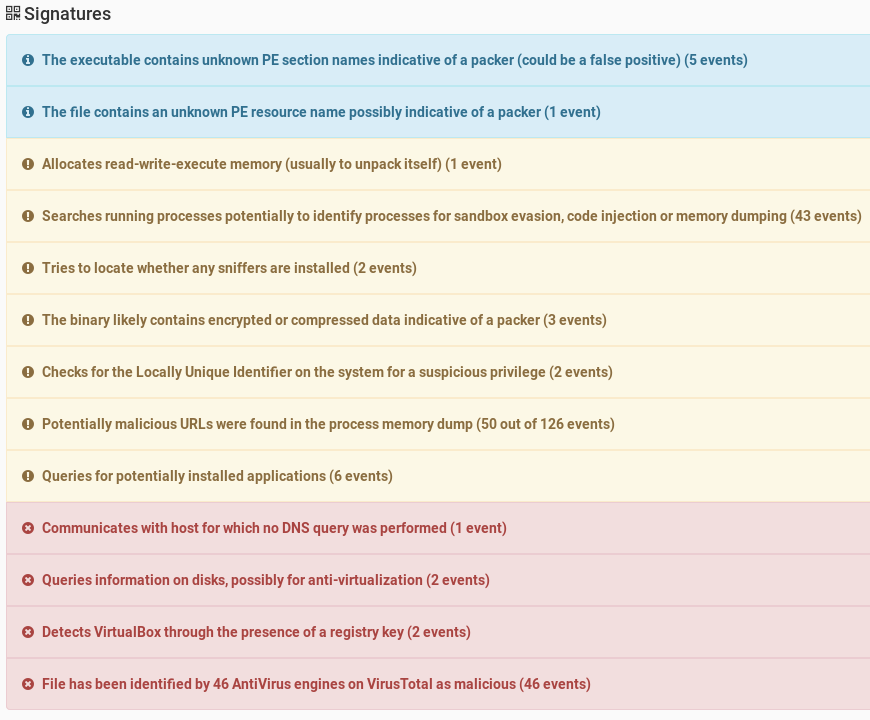 Signatures
The executable contains unknown PE section names indicative of a packer (could be a false positive) (5 events)
The file contains an unknown PE resource name possibly indicative of a packer (1 event)
Allocates read-write-execute memory (usually to unpack itself) (1 event)
Searches running processes potentially to identify processes for sandbox evasion, code injection or memory dumping (43 events)
Tries to locate whether any sniffers are installed (2 events)
The binary likely contains encrypted or compressed data indicative of a packer (3 events)
Checks for the Locally Unique Identifier on the system for a suspicious privilege (2 events)
Potentially malicious URLs were found in the process memory dump (50 out of 126 events)
Queries for potentially installed applications (6 events)
Communicates with host for which no DNS query was performed (1 event)
Queries information on disks, possibly for anti-virtualization (2 events)
Detects VirtualBox through the presence of a registry key (2 events)
File has been identified by 46 AntiVirus engines on VirusTotal as malicious (46 events)